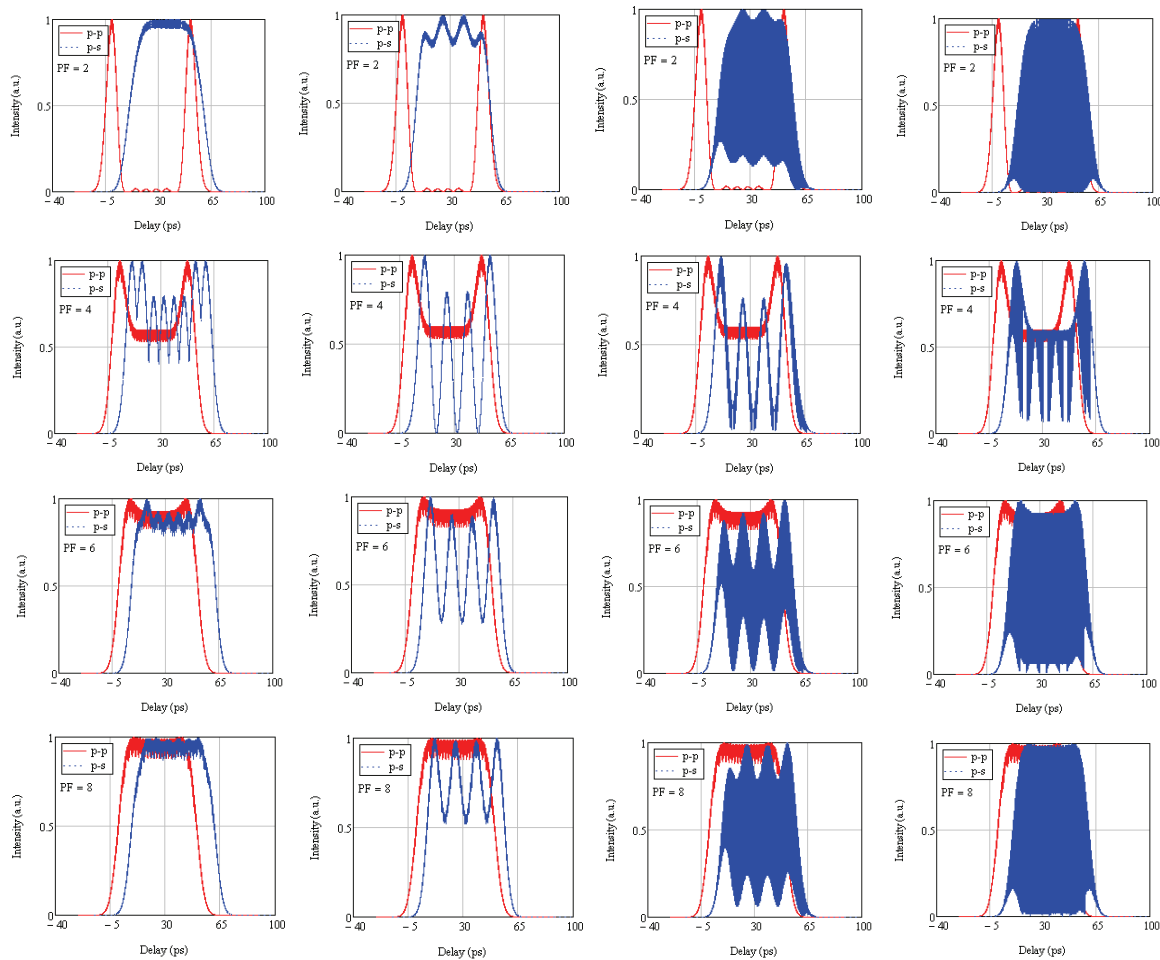 1
p-p
p-s
PF = 2
0.5
0
Intensity (a.u.)
− 40 − 5 30 65 100
Delay (ps)
1
p-p
p-s
PF = 2
0.5
0
Intensity (a.u.)
− 40 − 5 30 65 100
Delay (ps)
1
p-p
p-s
PF = 2
0.5
0
Intensity (a.u.)
− 40 − 5 30 65 100
Delay (ps)
1
p-p
p-s
PF = 2
0.5
0
Intensity (a.u.)
− 40 − 5 30 65 100
Delay (ps)
1
p-p
p-s
PF = 4
0.5
0
Intensity (a.u.)
− 40 − 5 30 65 100
Delay (ps)
1
p-p
p-s
PF = 4
0.5
0
Intensity (a.u.)
− 40 − 5 30 65 100
Delay (ps)
1
p-p
p-s
PF = 4
0.5
0
Intensity (a.u.)
− 40 − 5 30 65 100
Delay (ps)
1
p-p
p-s
PF = 4
0.5
0
Intensity (a.u.)
− 40 − 5 30 65 100
Delay (ps)
1
p-p
p-s
PF = 6
0.5
0
Intensity (a.u.)
− 40 − 5 30 65 100
Delay (ps)
1
p-p
p-s
PF = 6
0.5
0
Intensity (a.u.)
− 40 − 5 30 65 100
Delay (ps)
1
p-p
p-s
PF = 6
0.5
0
Intensity (a.u.)
− 40 − 5 30 65 100
Delay (ps)
1
p-p
p-s
PF = 6
0.5
0
Intensity (a.u.)
− 40 − 5 30 65 100
Delay (ps)
1
p-p
p-s
PF = 8
0.5
0
Intensity (a.u.)
− 40 − 5 30 65 100
Delay (ps)
1
p-p
p-s
PF = 8
0.5
0
Intensity (a.u.)
− 40 − 5 30 65 100
Delay (ps)
1
p-p
p-s
PF = 8
0.5
0
Intensity (a.u.)
− 40 − 5 30 65 100
Delay (ps)
1
p-p
p-s
PF = 8
0.5
0
Intensity (a.u.)
− 40 − 5 30 65 100
Delay (ps)